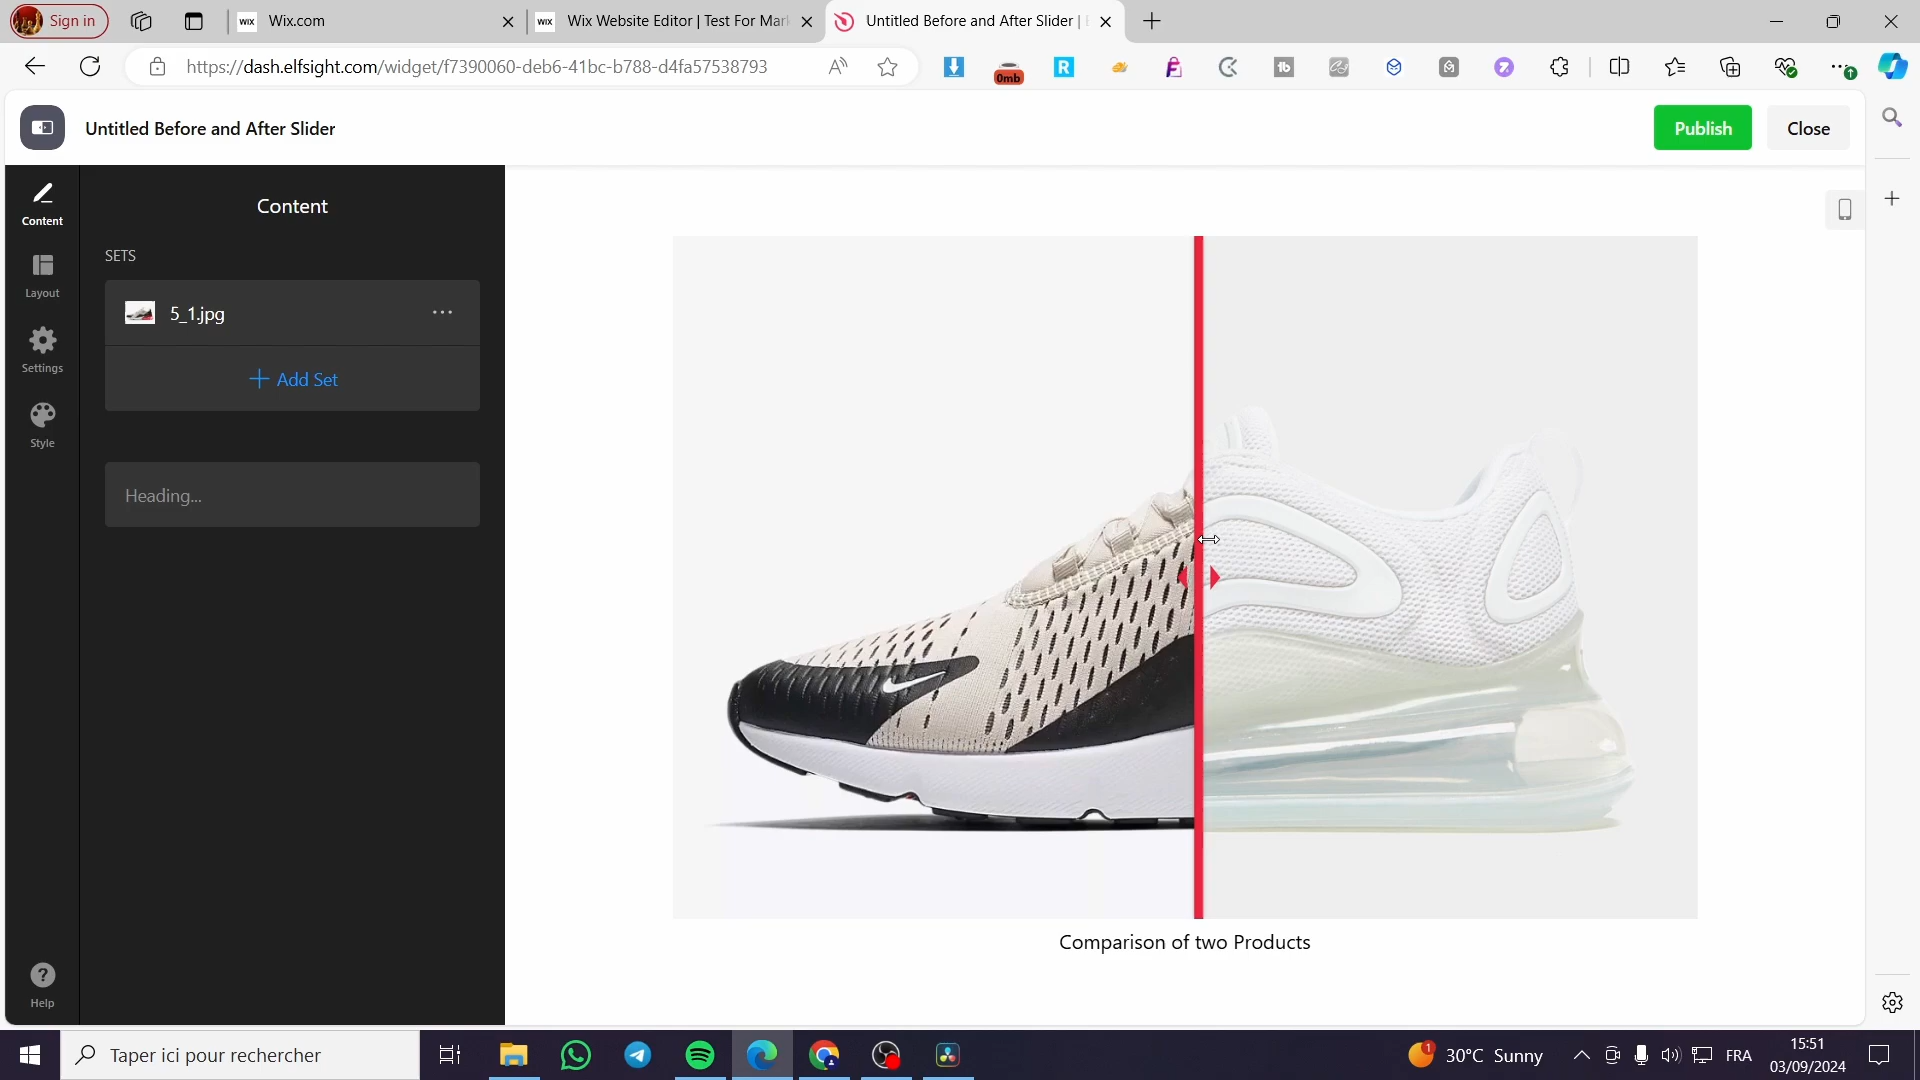 Sign in
WIX Wix.com
WIX Wix Website Editor | Test For Mar
Untitled Before and After Slider |
https://dash.elfsight.com/widget/f7390060-deb6-41bc-b788-d4fa57538793
0mb
Untitled Before and After Slider
Publish
Close
Content
Layout
Settings
Style
Help
Content
SETS
5_1.jpg
Add Set
Heading...
Comparison of two Products
Taper ici pour rechercher
1
30°C Sunny
FRA
15:51
03/09/2024